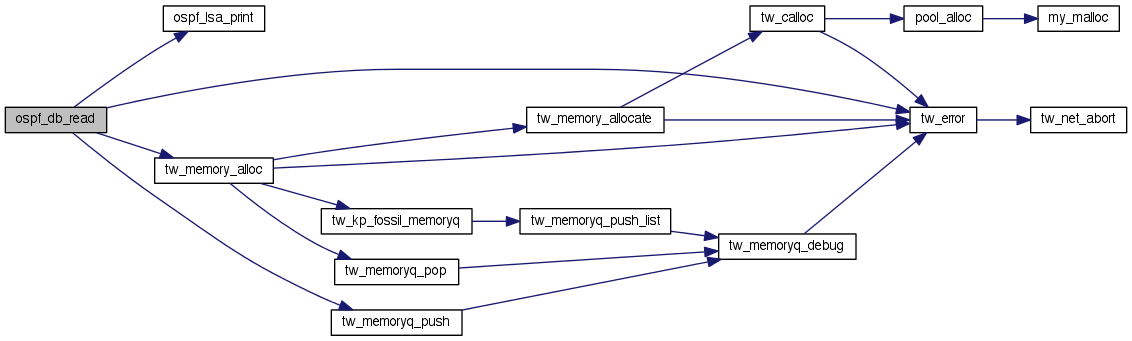 ospf_lsa_print
tw_calloc
pool_alloc
my_malloc
ospf_db_read
tw_memory_allocate
tw_error
tw_net_abort
tw_memory_alloc
tw_kp_fossil_memoryq
tw_memoryq_push_list
tw_memoryq_debug
tw_memoryq_pop
tw_memoryq_push